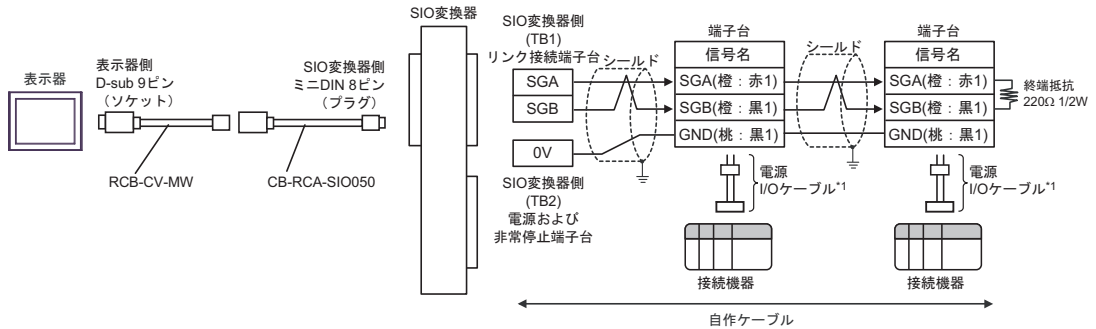 表示器
表示器側
D-sub 9ピン
（ソケット）
RCB-CV-MW
SIO変換器側
ミニDIN 8ピン
（プラグ）
CB-RCA-SIO050
SIO変換器
SIO変換器側
(TB1)
リンク接続端子台
SGA
SGB
0V
SIO変換器側
(TB2)
電源および
非常停止端子台
シールド
端子台
信号名
SGA(橙：赤1)
SGB(橙：黒1)
GND(桃：黒1)
電源
I/Oケーブル*1
接続機器
シールド
端子台
信号名
SGA(橙：赤1)
SGB(橙：黒1)
GND(桃：黒1)
終端抵抗
220Ω 1/2W
電源
I/Oケーブル*1
接続機器
自作ケーブル